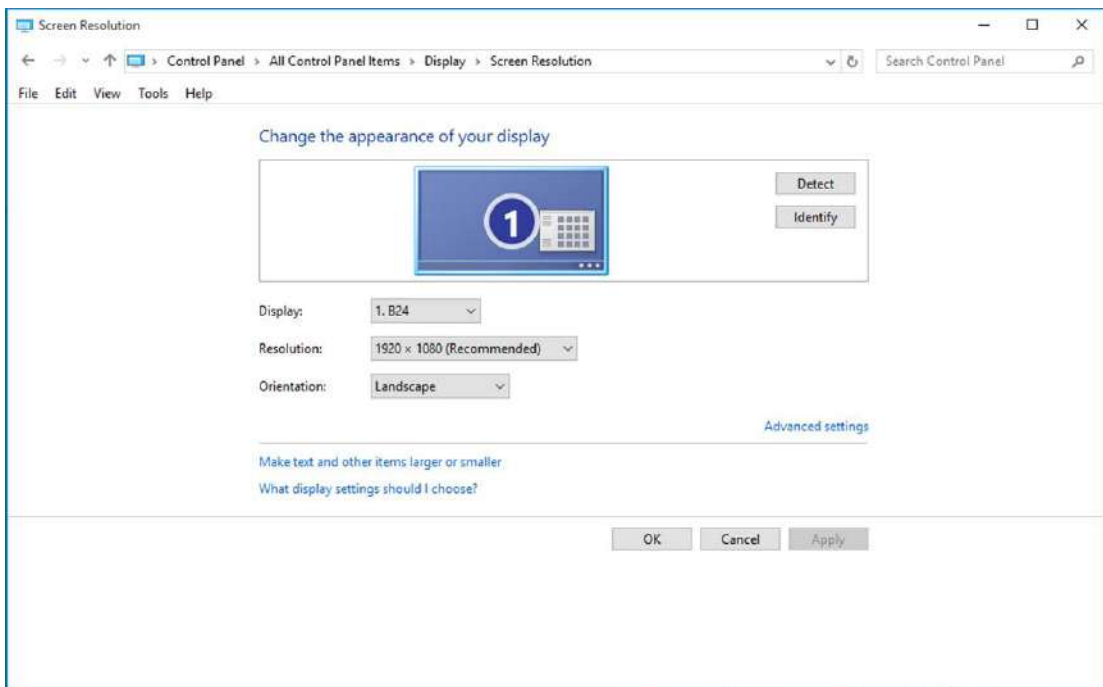 Screen Resolution
Control Panel > All Control Panel Items > Display > Screen Resolution
Search Control Panel
File Edit View Tools Help
Change the appearance of your display
1
Detect
Identify
Display: 1. B24
Resolution: 1920 × 1080 (Recommended)
Orientation: Landscape
Advanced settings
Make text and other items larger or smaller
What display settings should I choose?
OK Cancel Apply